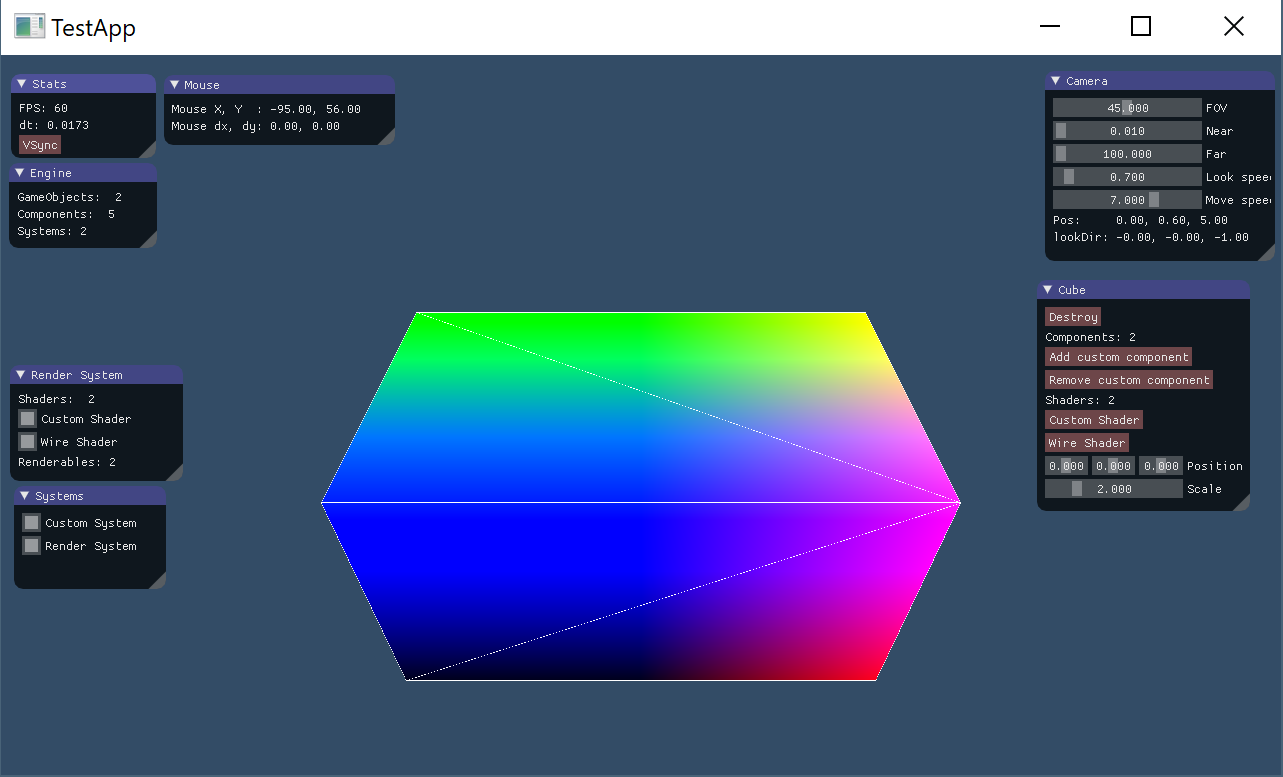 TestApp
Stats
FPS: 60
dt: 0.0173
VSync
Mouse
Mouse X, Y  : -95.00, 56.00
Mouse dx, dy: 0.00, 0.00
Engine
GameObjects:  2
Components:  5
Systems: 2
Render System
Shaders:  2
Custom Shader
Wire Shader
Renderables: 2
Systems
Custom System
Render System
Camera
45.000 FOV
0.010 Near
100.000 Far
0.700 Look spee
7.000 Move spee
Pos:     0.00, 0.60, 5.00
lookDir: -0.00, -0.00, -1.00
Cube
Destroy
Components: 2
Add custom component
Remove custom component
Shaders: 2
Custom Shader
Wire Shader
0.000 0.000 0.000 Position
2.000 Scale